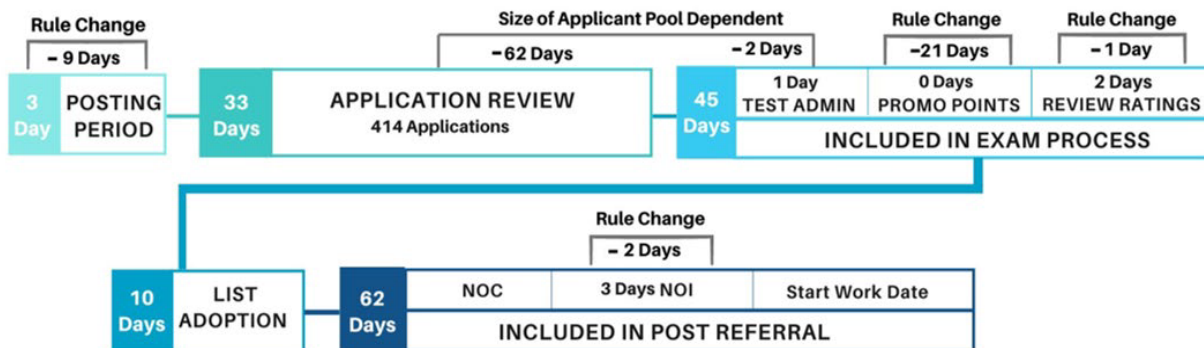 Rule Change
- 9 Days
3
Day
POSTING
PERIOD
33
Days
APPLICATION REVIEW
414 Applications
Size of Applicant Pool Dependent
-62 Days
- 2 Days
Rule Change
-21 Days
Rule Change
- 1 Day
45
Days
1 Day
TEST ADMIN
0 Days
PROMO POINTS
2 Days
REVIEW RATINGS
INCLUDED IN EXAM PROCESS
10
Days
LIST
ADOPTION
62
Days
Rule Change
- 2 Days
NOC
3 Days NOI
Start Work Date
INCLUDED IN POST REFERRAL